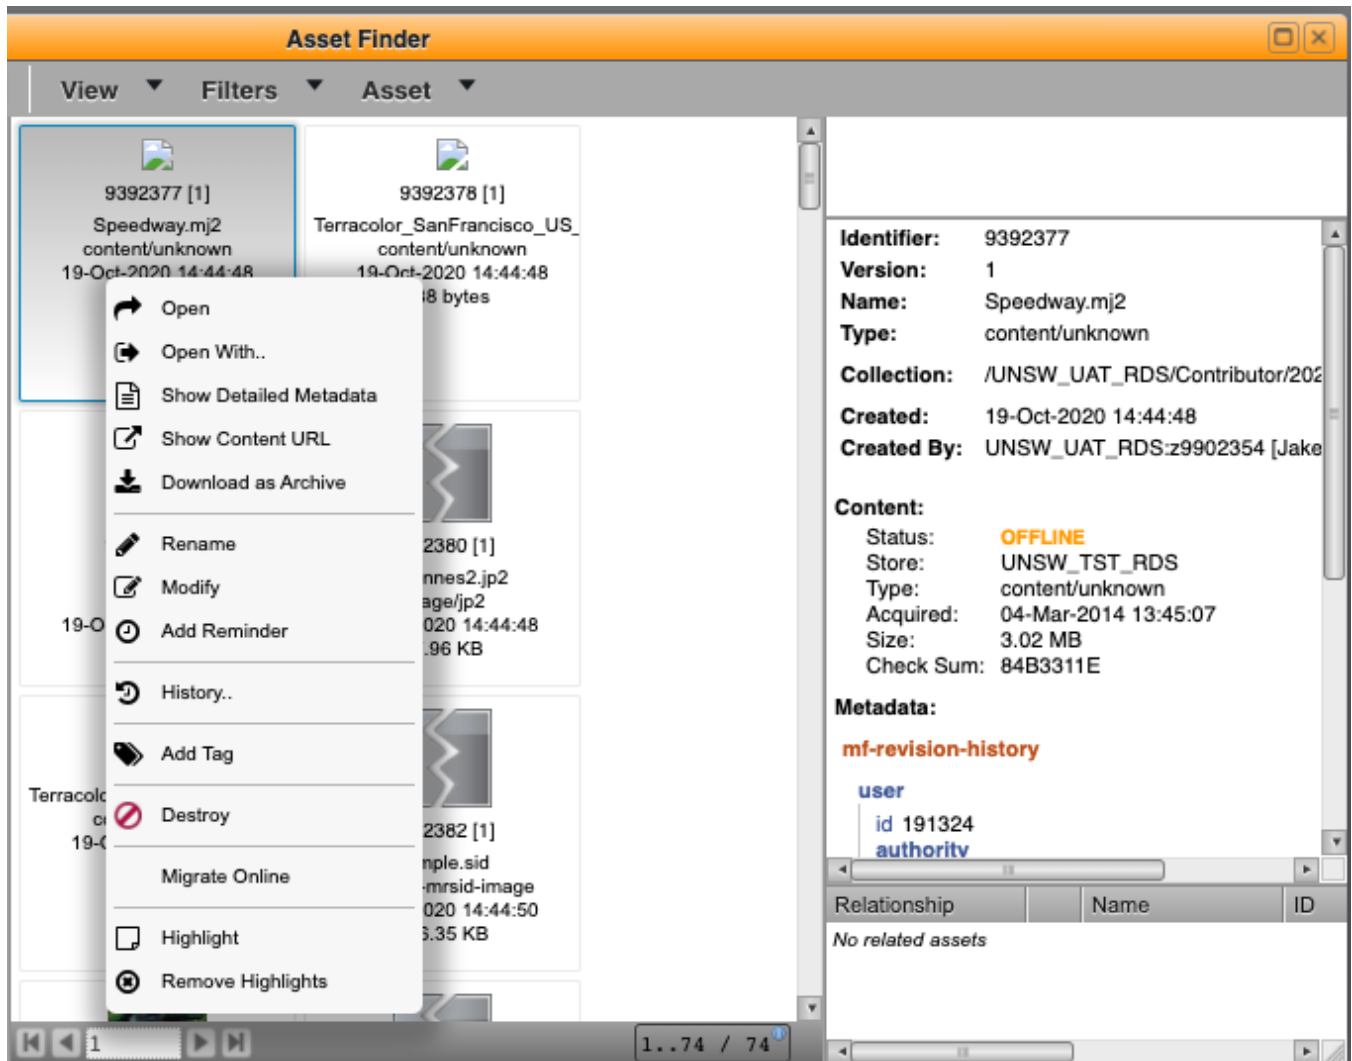 Asset Finder
View Filters Asset
9392377 [1]
Speedway.mj2
content/unknown
19-Oct-2020 14:44:48
9392378 [1]
Terracolor_SanFrancisco_US_
content/unknown
19-Oct-2020 14:44:48
bytes
Open
Open With..
Show Detailed Metadata
Show Content URL
Download as Archive
Rename
Modify
Add Reminder
History..
Add Tag
Destroy
Migrate Online
Highlight
Remove Highlights
2380 [1]
nnes2.jp2
age/jp2
020 14:44:48
.96 KB
19-O
Terracolo
19-
2382 [1]
mple.sid
-mrsid-image
020 14:44:50
.35 KB
1
1..74 / 74
Identifier: 9392377
Version: 1
Name: Speedway.mj2
Type: content/unknown
Collection: /UNSW_UAT_RDS/Contributor/202
Created: 19-Oct-2020 14:44:48
Created By: UNSW_UAT_RDS:z9902354 [Jake
Content:
Status: OFFLINE
Store: UNSW_TST_RDS
Type: content/unknown
Acquired: 04-Mar-2014 13:45:07
Size: 3.02 MB
Check Sum: 84B3311E
Metadata:
mf-revision-history
user
id 191324
authority
Relationship Name ID
No related assets